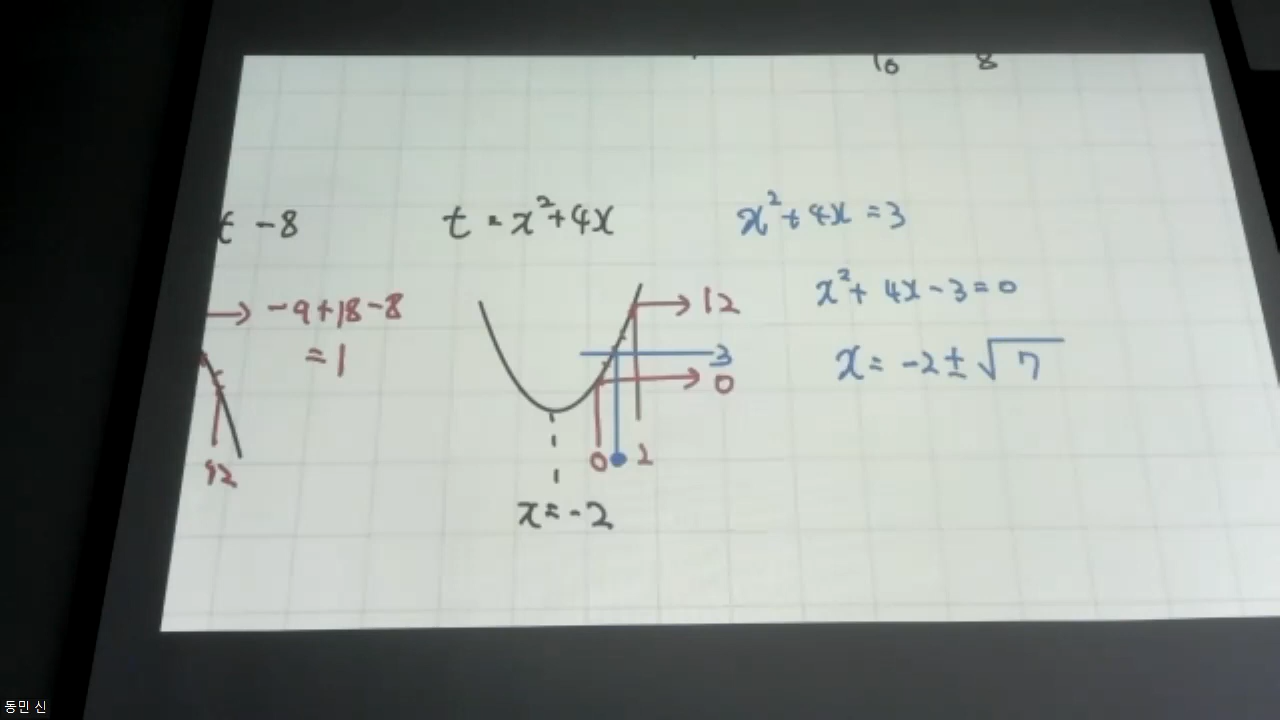 10 8
t - 8
t = x²+4x
x²+4x = 3
→ -9+18-8
= 1
12
x²+4x-3=0
3
0
x = -2±√7
12
0 2
x=-2
동민 신